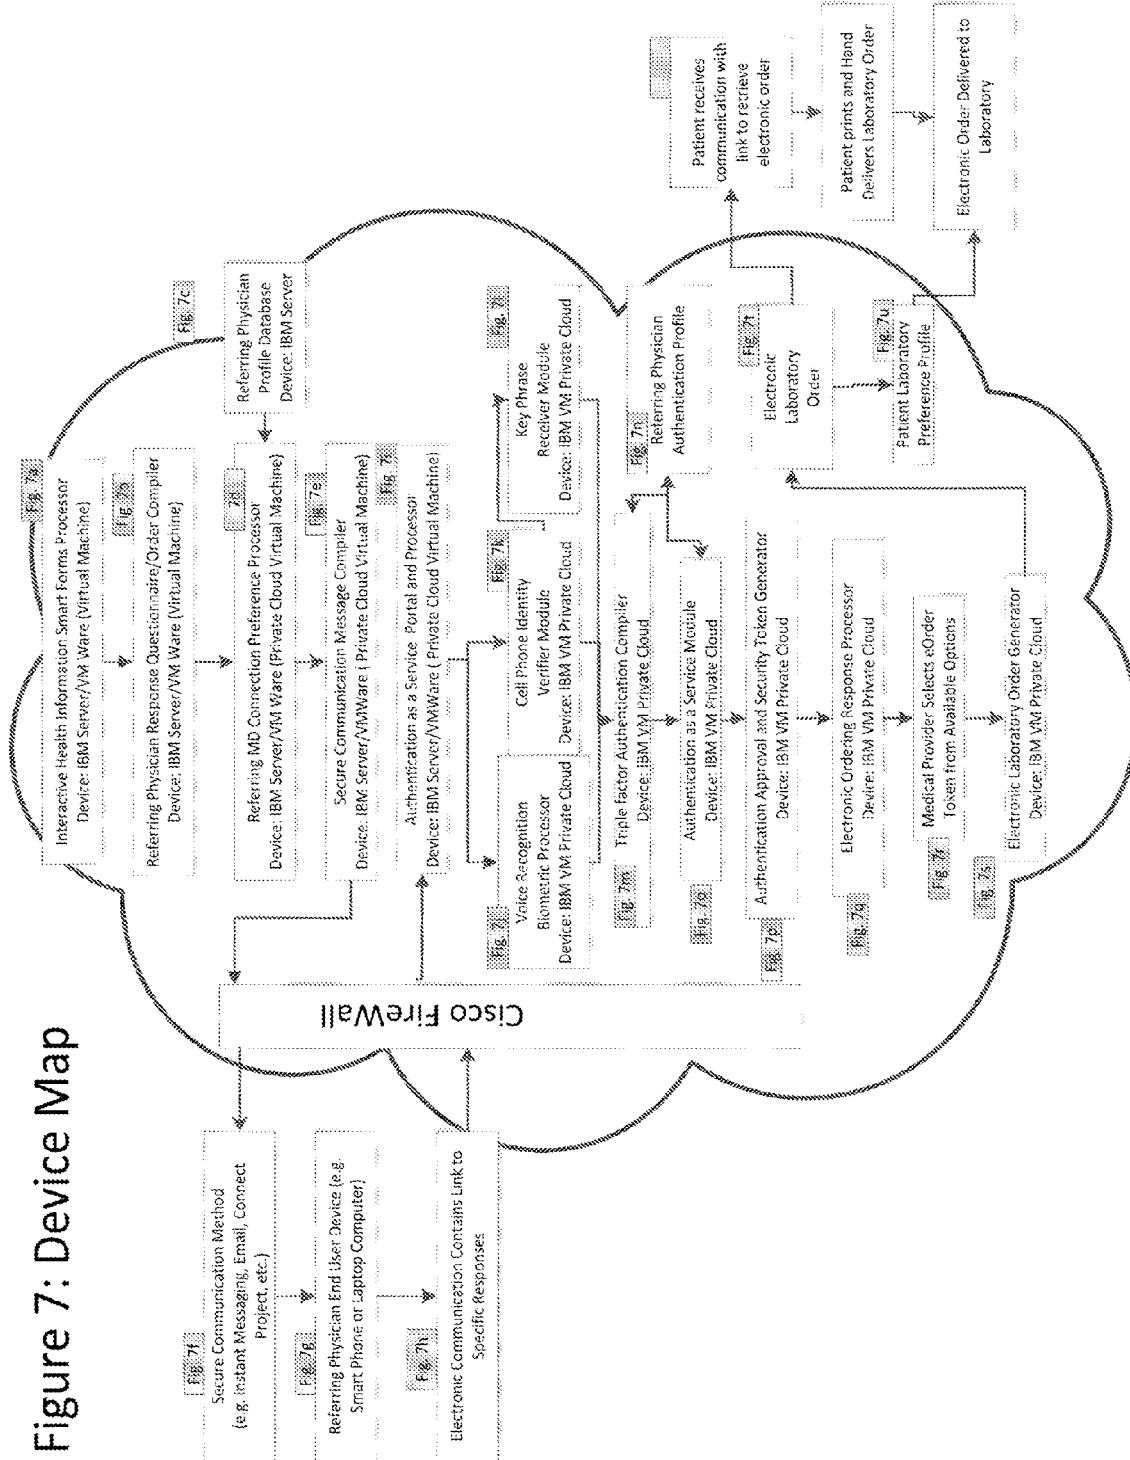 Figure 7: Device Map
Fig. 7a
Interactive Health Information Smart Forms Processor
Device: IBM Server/VM Ware (Virtual Machine)
Fig. 7b
Referring Physician Response Questionnaire/Order Compiler
Device: IBM Server/VM Ware (Virtual Machine)
Fig. 7c
Referring Physician
Profile Database
Device: IBM Server
7d
Referring MD Connection Preference Processor
Device: IBM Server/VM Ware (Private Cloud Virtual Machine)
Fig. 7e
Secure Communication Message Compiler
Device: IBM Server/VMWare ( Private Cloud Virtual Machine)
Fig. 7f
Secure Communication Method
(e.g. Instant Messaging, Email, Connect
Project, etc.)
Fig. 7g
Referring Physician End User Device (e.g.
Smart Phone or Laptop Computer)
Fig. 7h
Electronic Communication Contains Link to
Specific Responses
Cisco FireWall
Fig. 7
Authentication as a Service Portal and Processor
Device: IBM Server/VMWare ( Private Cloud Virtual Machine)
Fig. 7
Voice Recognition
Biometric Processor
Device: IBM VM Private Cloud
Fig. 7k
Cell Phone Identity
Verifier Module
Device: IBM VM Private Cloud
Fig. 7l
Key Phrase
Receiver Module
Device: IBM VM Private Cloud
Fig. 7m
Triple factor Authentication Compiler
Device: IBM VM Private Cloud
Fig. 7n
Referring Physician
Authentication Profile
Fig. 7o
Authentication as a Service Module
Device: IBM VM Private Cloud
Fig. 7p
Authentication Approval and Security Token Generator
Device: IBM VM Private Cloud
Fig. 7q
Electronic Ordering Response Processor
Device: IBM VM Private Cloud
Fig. 7r
Medical Provider Selects eOrder
Token from Available Options
Fig. 7s
Electronic Laboratory Order Generator
Device: IBM VM Private Cloud
Fig. 7t
Electronic
Laboratory
Order
Fig. 7u
Patient Laboratory
Preference Profile
Patient receives
communication with
link to retrieve
electronic order
Patient prints and Hand
Delivers Laboratory Order
Electronic Order Delivered to
Laboratory